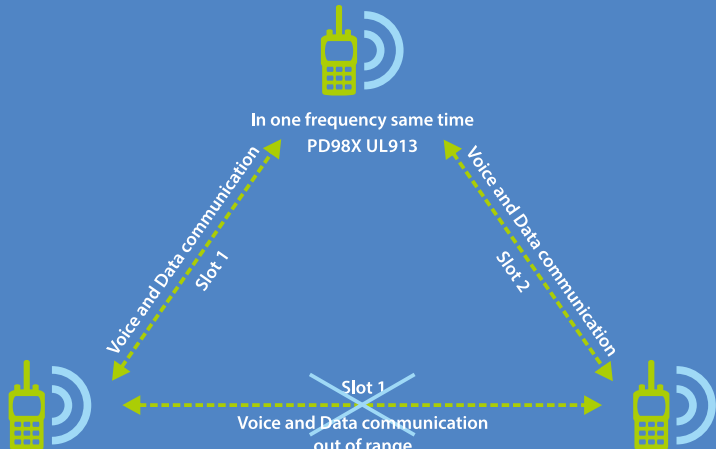 In one frequency same time
PD98X UL913
Voice and Data communication
Slot 1
Voice and Data communication
Slot 2
Slot 1
Voice and Data communication
out of range